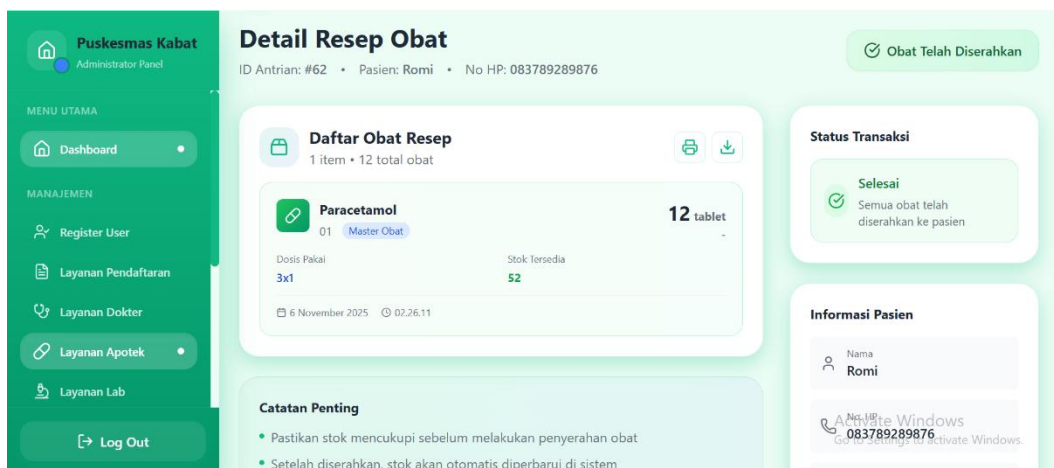 Puskesmas Kabat
Administrator Panel
MENU UTAMA
Dashboard
MANAJEMEN
Register User
Layanan Pendaftaran
Layanan Dokter
Layanan Apotek
Layanan Lab
Log Out
Detail Resep Obat
ID Antrian: #62 • Pasien: Romi • No HP: 083789289876
Obat Telah Diserahkan
Daftar Obat Resep
1 item • 12 total obat
Paracetamol
01 Master Obat
12 tablet
-
Dosis Pakai
3x1
Stok Tersedia
52
6 November 2025 02.26.11
Catatan Penting
• Pastikan stok mencukupi sebelum melakukan penyerahan obat
• Setelah diserahkan, stok akan otomatis diperbarui di sistem
Status Transaksi
Selesai
Semua obat telah
diserahkan ke pasien
Informasi Pasien
Nama
Romi
No. HP
083789289876
Activate Windows
Go to Settings to activate Windows.